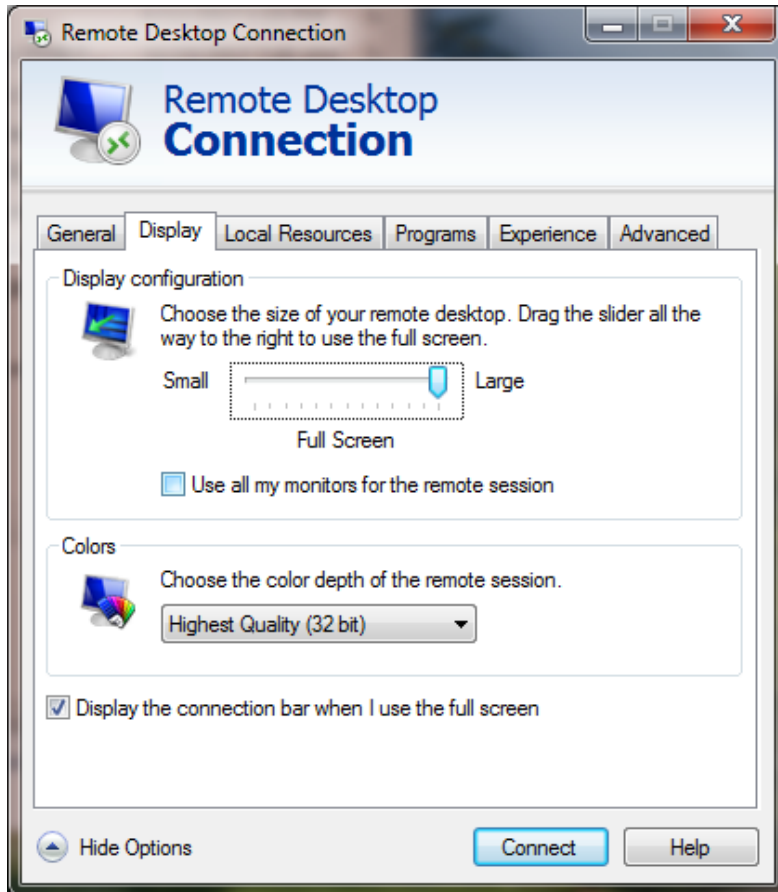 Remote Desktop Connection
Remote Desktop
Connection
General Display Local Resources Programs Experience Advanced
Display configuration
Choose the size of your remote desktop. Drag the slider all the
way to the right to use the full screen.
Small Large
Full Screen
Use all my monitors for the remote session
Colors
Choose the color depth of the remote session.
Highest Quality (32 bit)
Display the connection bar when I use the full screen
Hide Options Connect Help